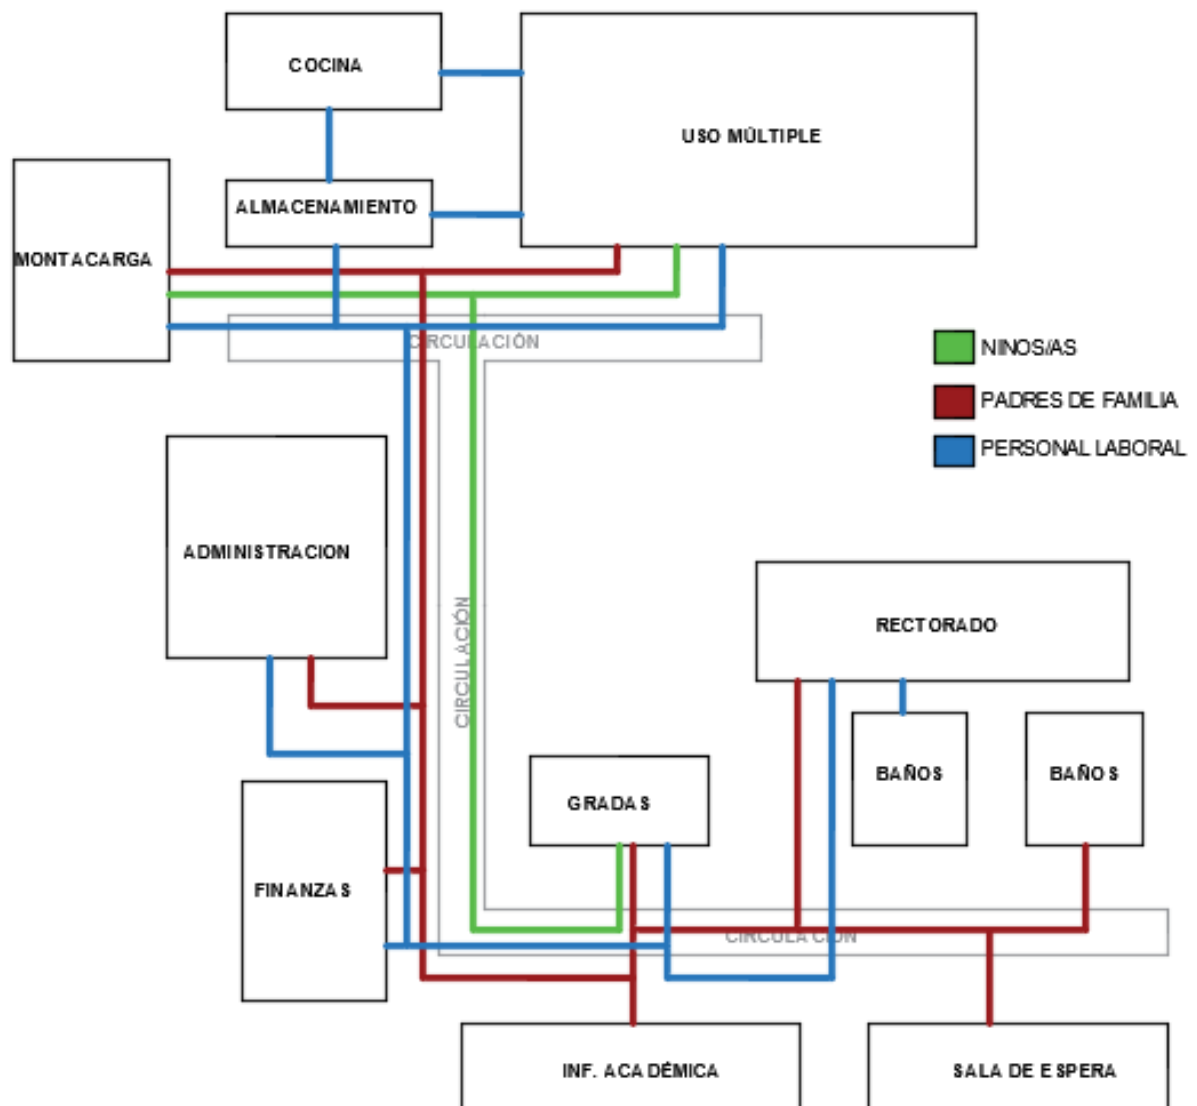 COCINA
USO MÚLTIPLE
ALMACENAMIENTO
MONTACARGA
CIRCULACIÓN
NINOS/AS
PADRES DE FAMILIA
PERSONAL LABORAL
ADMINISTRACION
CIRCULACIÓN
RECTORADO
GRADAS
BAÑOS
BAÑOS
FINANZAS
CIRCULACIÓN
INF. ACADÉMICA
SALA DE ESPERA